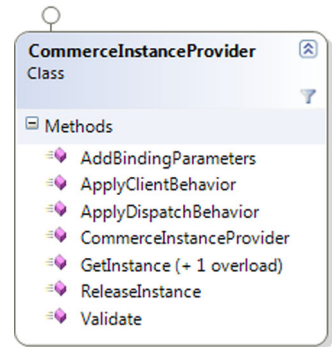 CommerceInstanceProvider
Class
Methods
AddBindingParameters
ApplyClientBehavior
ApplyDispatchBehavior
CommerceInstanceProvider
GetInstance (+ 1 overload)
ReleaseInstance
Validate